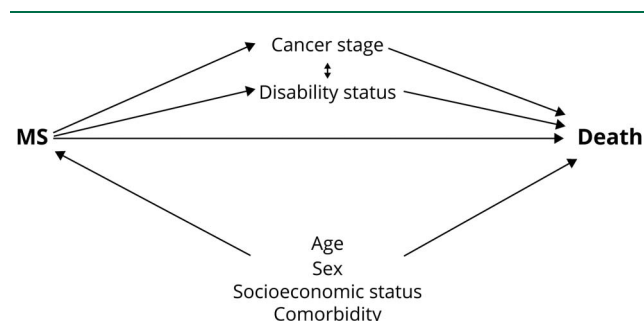 Cancer stage
Disability status
MS
Death
Age
Sex
Socioeconomic status
Comorbidity